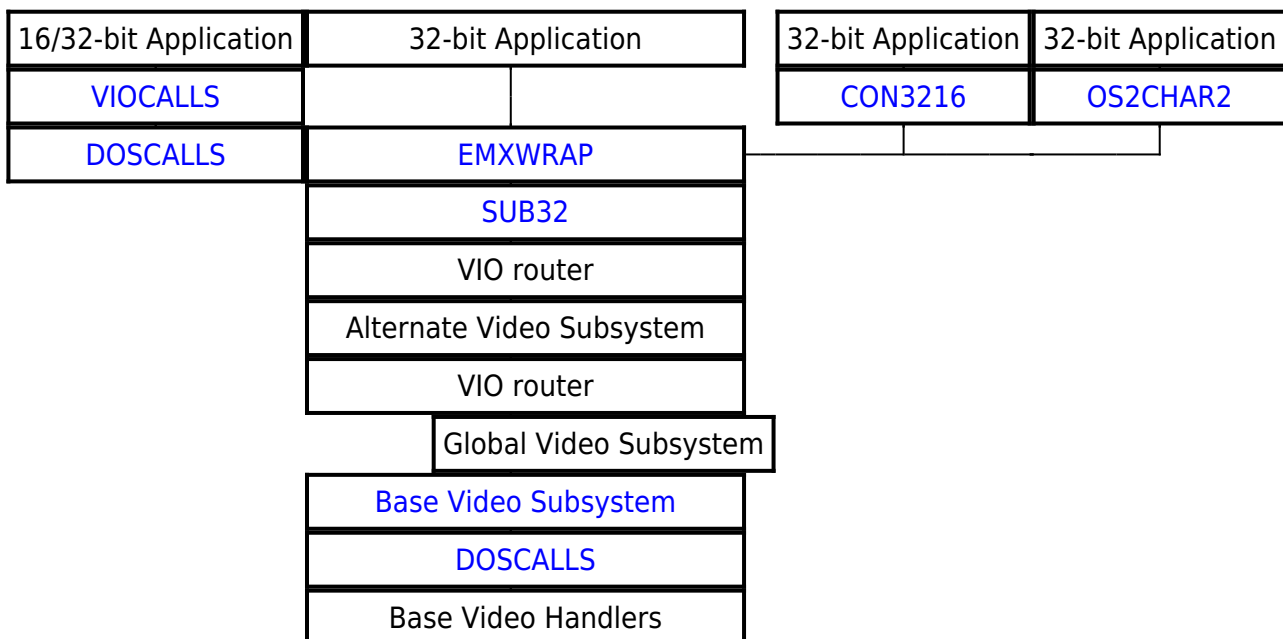 16/32-bit Application
32-bit Application
32-bit Application
32-bit Application
VIOCALLS
CON3216
OS2CHAR2
DOSCALLS
EMXWRAP
SUB32
VIO router
Alternate Video Subsystem
VIO router
Global Video Subsystem
Base Video Subsystem
DOSCALLS
Base Video Handlers